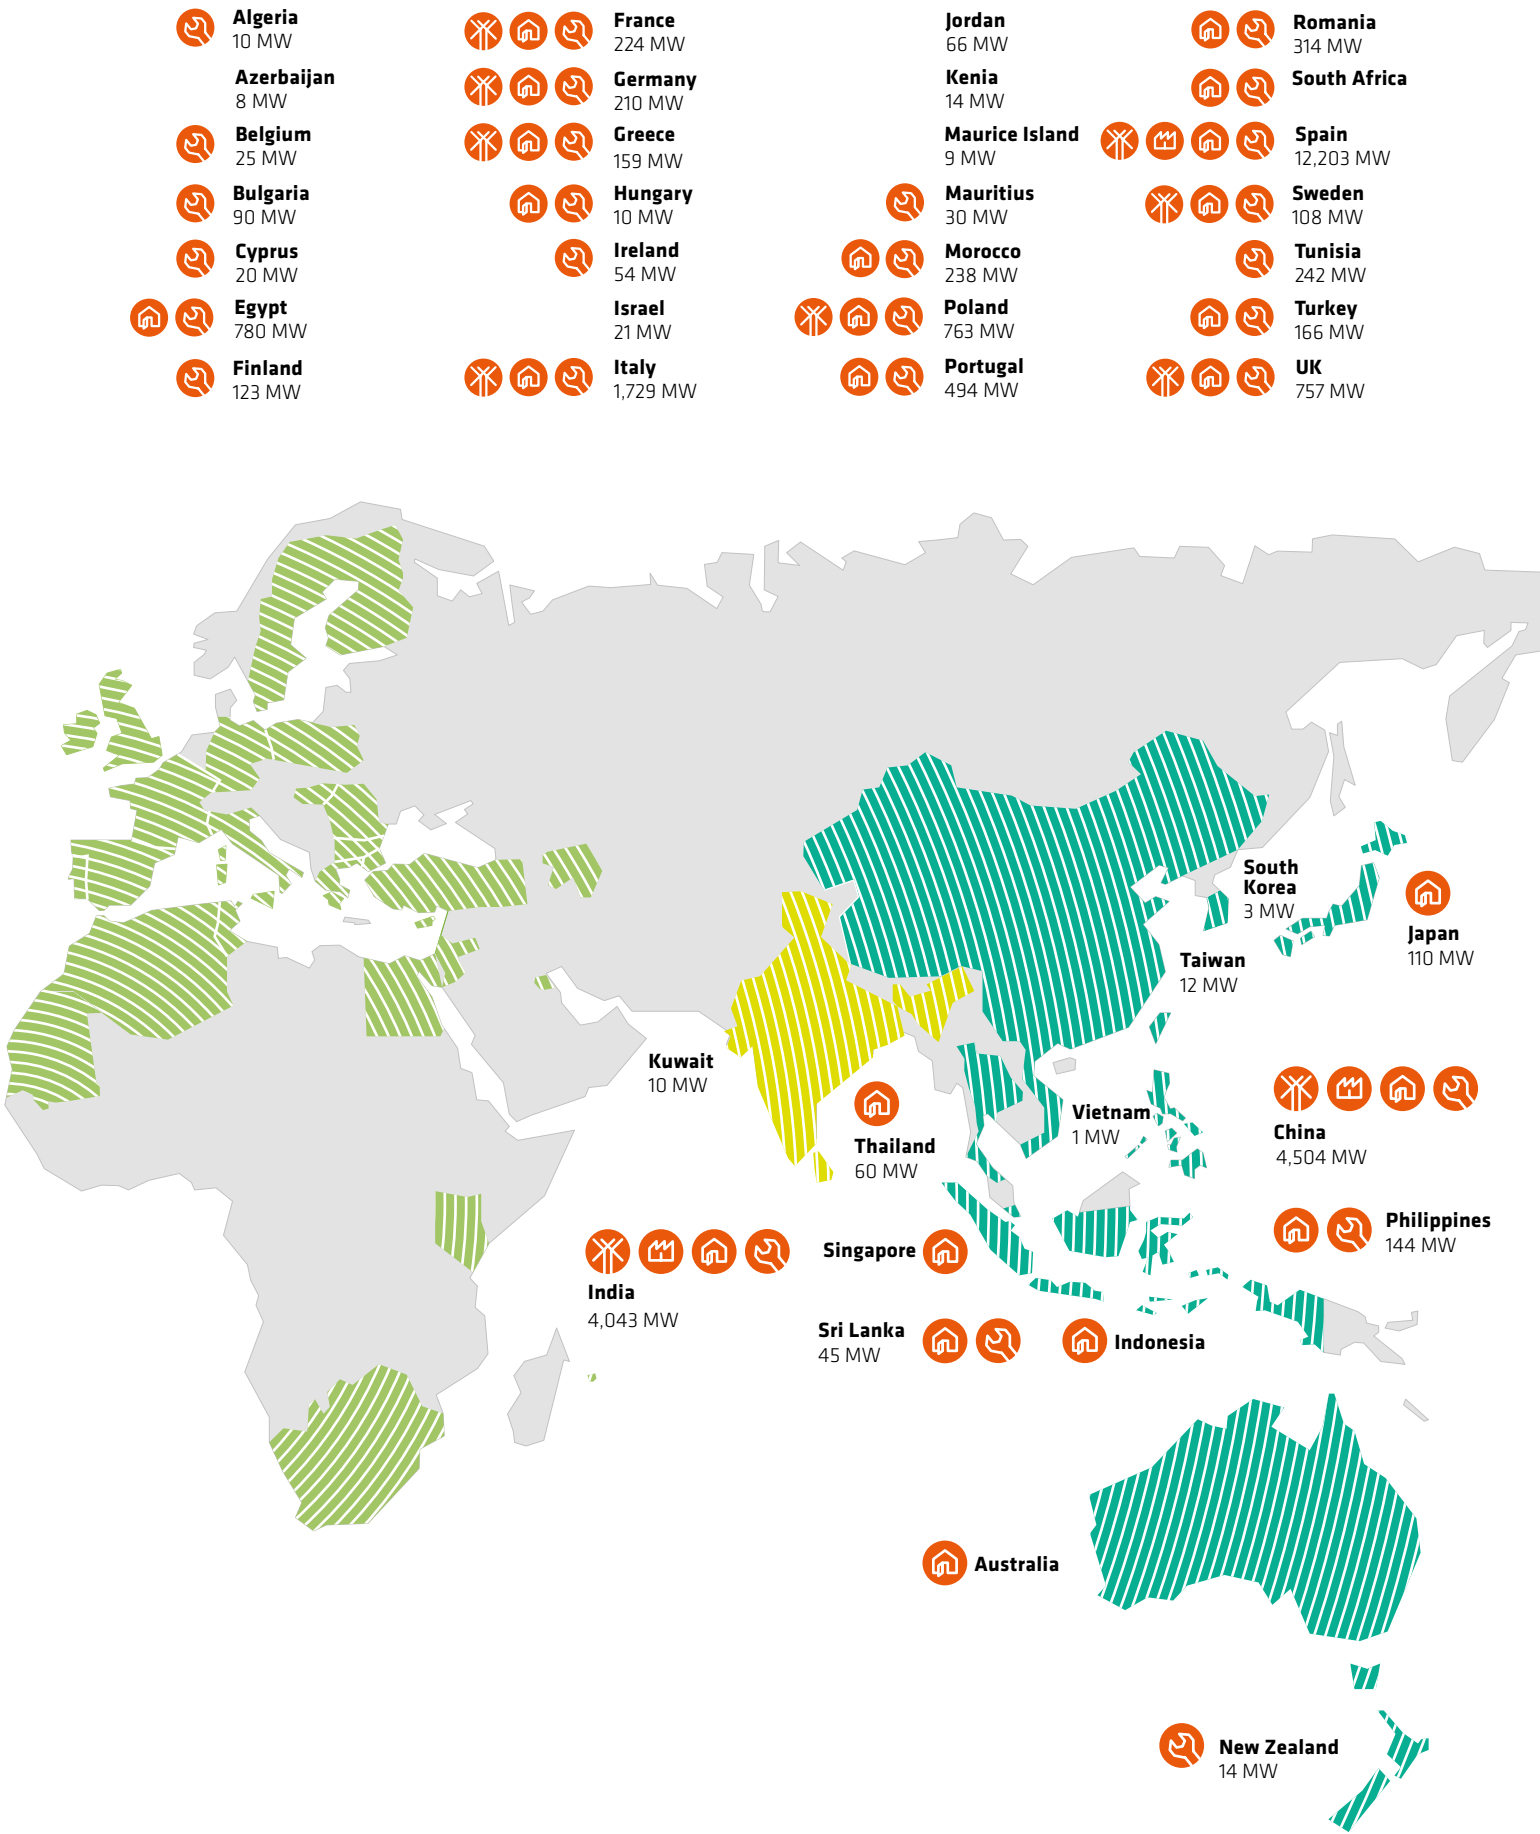 Algeria
10 MW
Azerbaijan
8 MW
Belgium
25 MW
Bulgaria
90 MW
Cyprus
20 MW
Egypt
780 MW
Finland
123 MW
France
224 MW
Germany
210 MW
Greece
159 MW
Hungary
10 MW
Ireland
54 MW
Israel
21 MW
Italy
1,729 MW
Jordan
66 MW
Kenia
14 MW
Maurice Island
9 MW
Mauritius
30 MW
Morocco
238 MW
Poland
763 MW
Portugal
494 MW
Romania
314 MW
South Africa
Spain
12,203 MW
Sweden
108 MW
Tunisia
242 MW
Turkey
166 MW
UK
757 MW
South
Korea
3 MW
Japan
110 MW
Taiwan
12 MW
Kuwait
10 MW
Thailand
60 MW
Vietnam
1 MW
China
4,504 MW
Philippines
144 MW
India
4,043 MW
Singapore
Sri Lanka
45 MW
Indonesia
Australia
New Zealand
14 MW